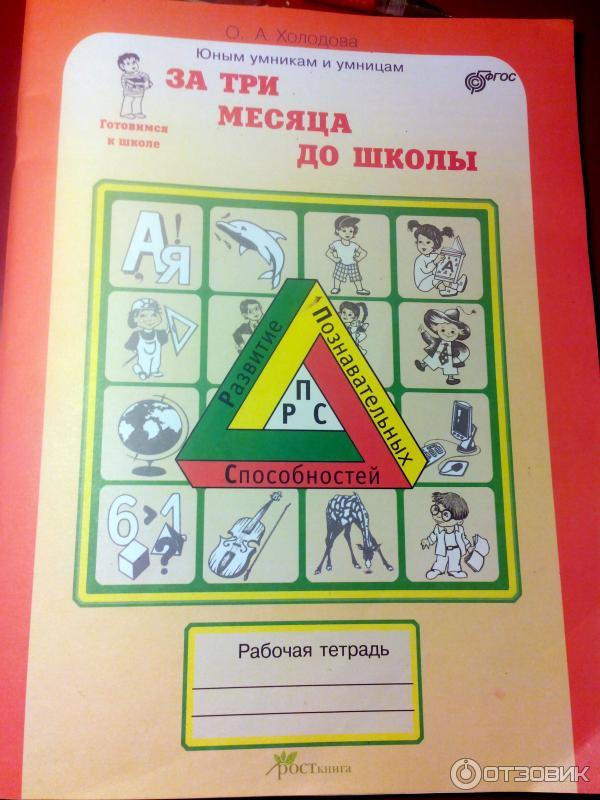 О. А. Холодова
Юным умникам и умницам
ЗА ТРИ
МЕСЯЦА
ДО ШКОЛЫ
ФГОС
Готовимся
к школе
А!Я
Развитие
Познавательных
Способностей
П
Р С
А
6>1
?
Рабочая тетрадь
РОСТкнига
ОТЗОВИК